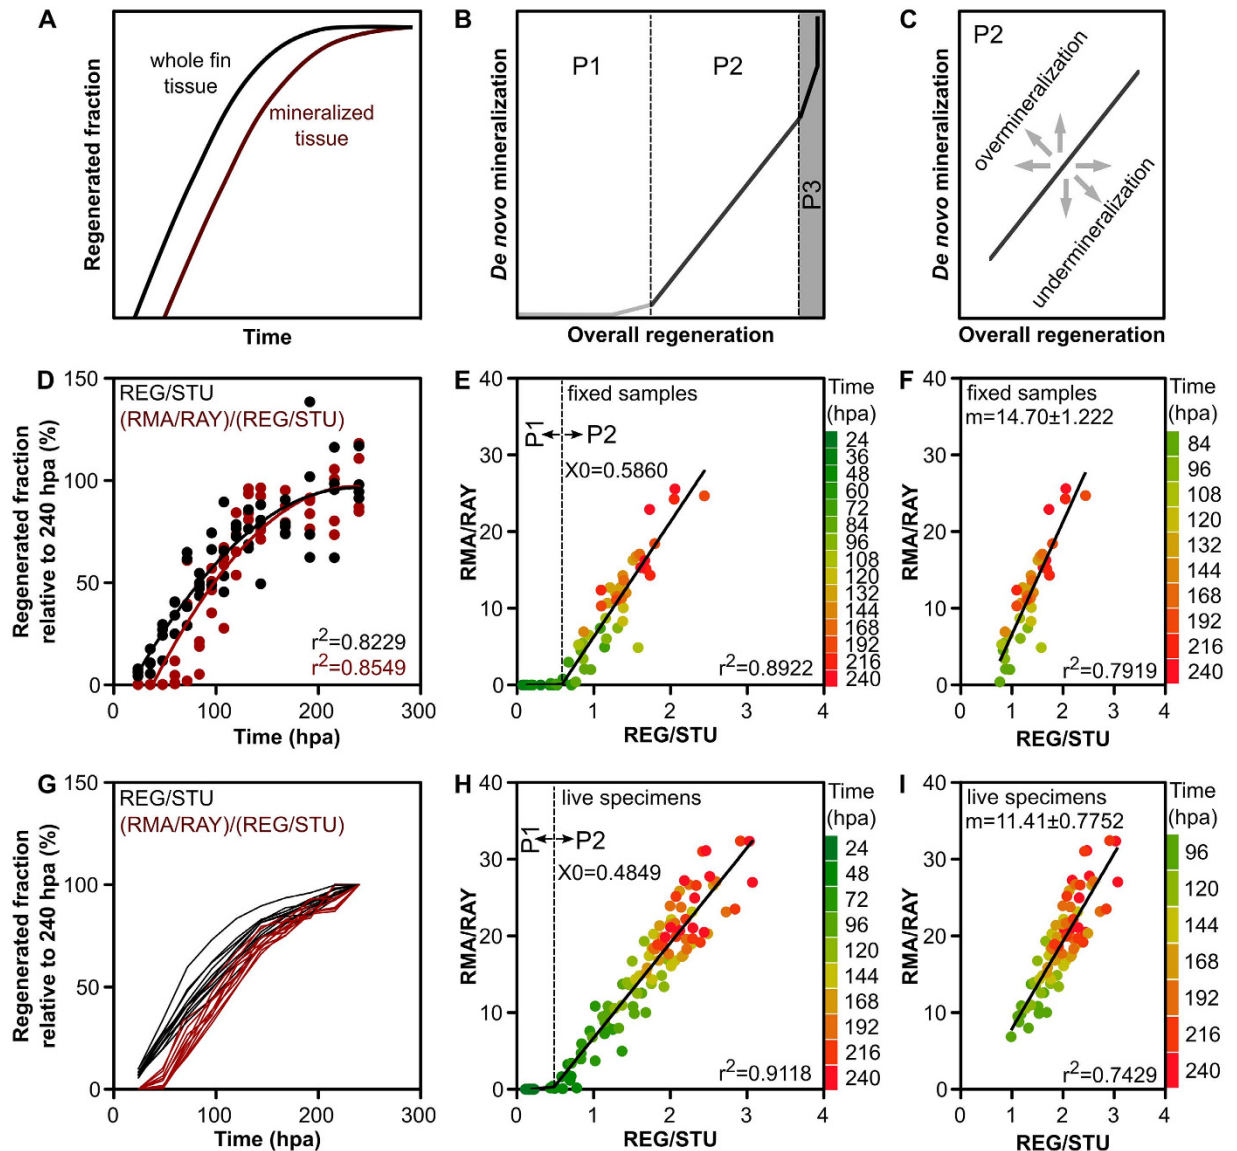 A
Regenerated fraction
whole fin
tissue
mineralized
tissue
Time
B
De novo mineralization
P1
P2
P3
Overall regeneration
C
De novo mineralization
P2
overmineralization
undermineralization
Overall regeneration
D
Regenerated fraction
relative to 240 hpa (%)
150
100
50
0
REG/STU
(RMA/RAY)/(REG/STU)
r2=0.8229
r2=0.8549
0
100
200
300
Time (hpa)
E
RMA/RAY
40
30
20
10
0
fixed samples
P1
P2
X0=0.5860
r2=0.8922
0
1
2
3
4
REG/STU
Time
(hpa)
24
36
48
60
72
84
96
108
120
132
144
168
192
216
240
F
RMA/RAY
40
30
20
10
0
fixed samples
m=14.70±1.222
r2=0.7919
0
1
2
3
4
REG/STU
Time
(hpa)
84
96
108
120
132
144
168
192
216
240
G
Regenerated fraction
relative to 240 hpa (%)
150
100
50
0
REG/STU
(RMA/RAY)/(REG/STU)
0
100
200
300
Time (hpa)
H
RMA/RAY
40
30
20
10
0
live specimens
P1
P2
X0=0.4849
r2=0.9118
0
1
2
3
4
REG/STU
Time
(hpa)
24
48
72
96
120
144
168
192
216
240
I
RMA/RAY
40
30
20
10
0
live specimens
m=11.41±0.7752
r2=0.7429
0
1
2
3
4
REG/STU
Time
(hpa)
96
120
144
168
192
216
240